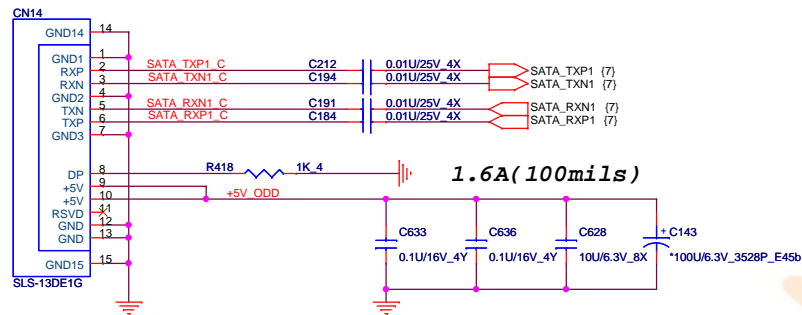 CN14
GND14 14
GND1 1
RXP 2 SATA_TXP1_C C212 0.01U/25V_4X SATA_TXP1 {7}
RXN 3 SATA_TXN1_C C194 0.01U/25V_4X SATA_TXN1 {7}
GND2 4
TXN 5 SATA_RXN1_C C191 0.01U/25V_4X SATA_RXN1 {7}
TXP 6 SATA_RXP1_C C184 0.01U/25V_4X SATA_RXP1 {7}
GND3 7
DP 8 R418 1K_4
1.6A(100mils)
+5V 9
+5V 10 +5V_ODD
RSVD 11
GND 12
GND 13
C633 C636 C628 + C143
0.1U/16V_4Y 0.1U/16V_4Y 10U/6.3V_8X *100U/6.3V_3528P_E45b
GND15 15
SLS-13DE1G